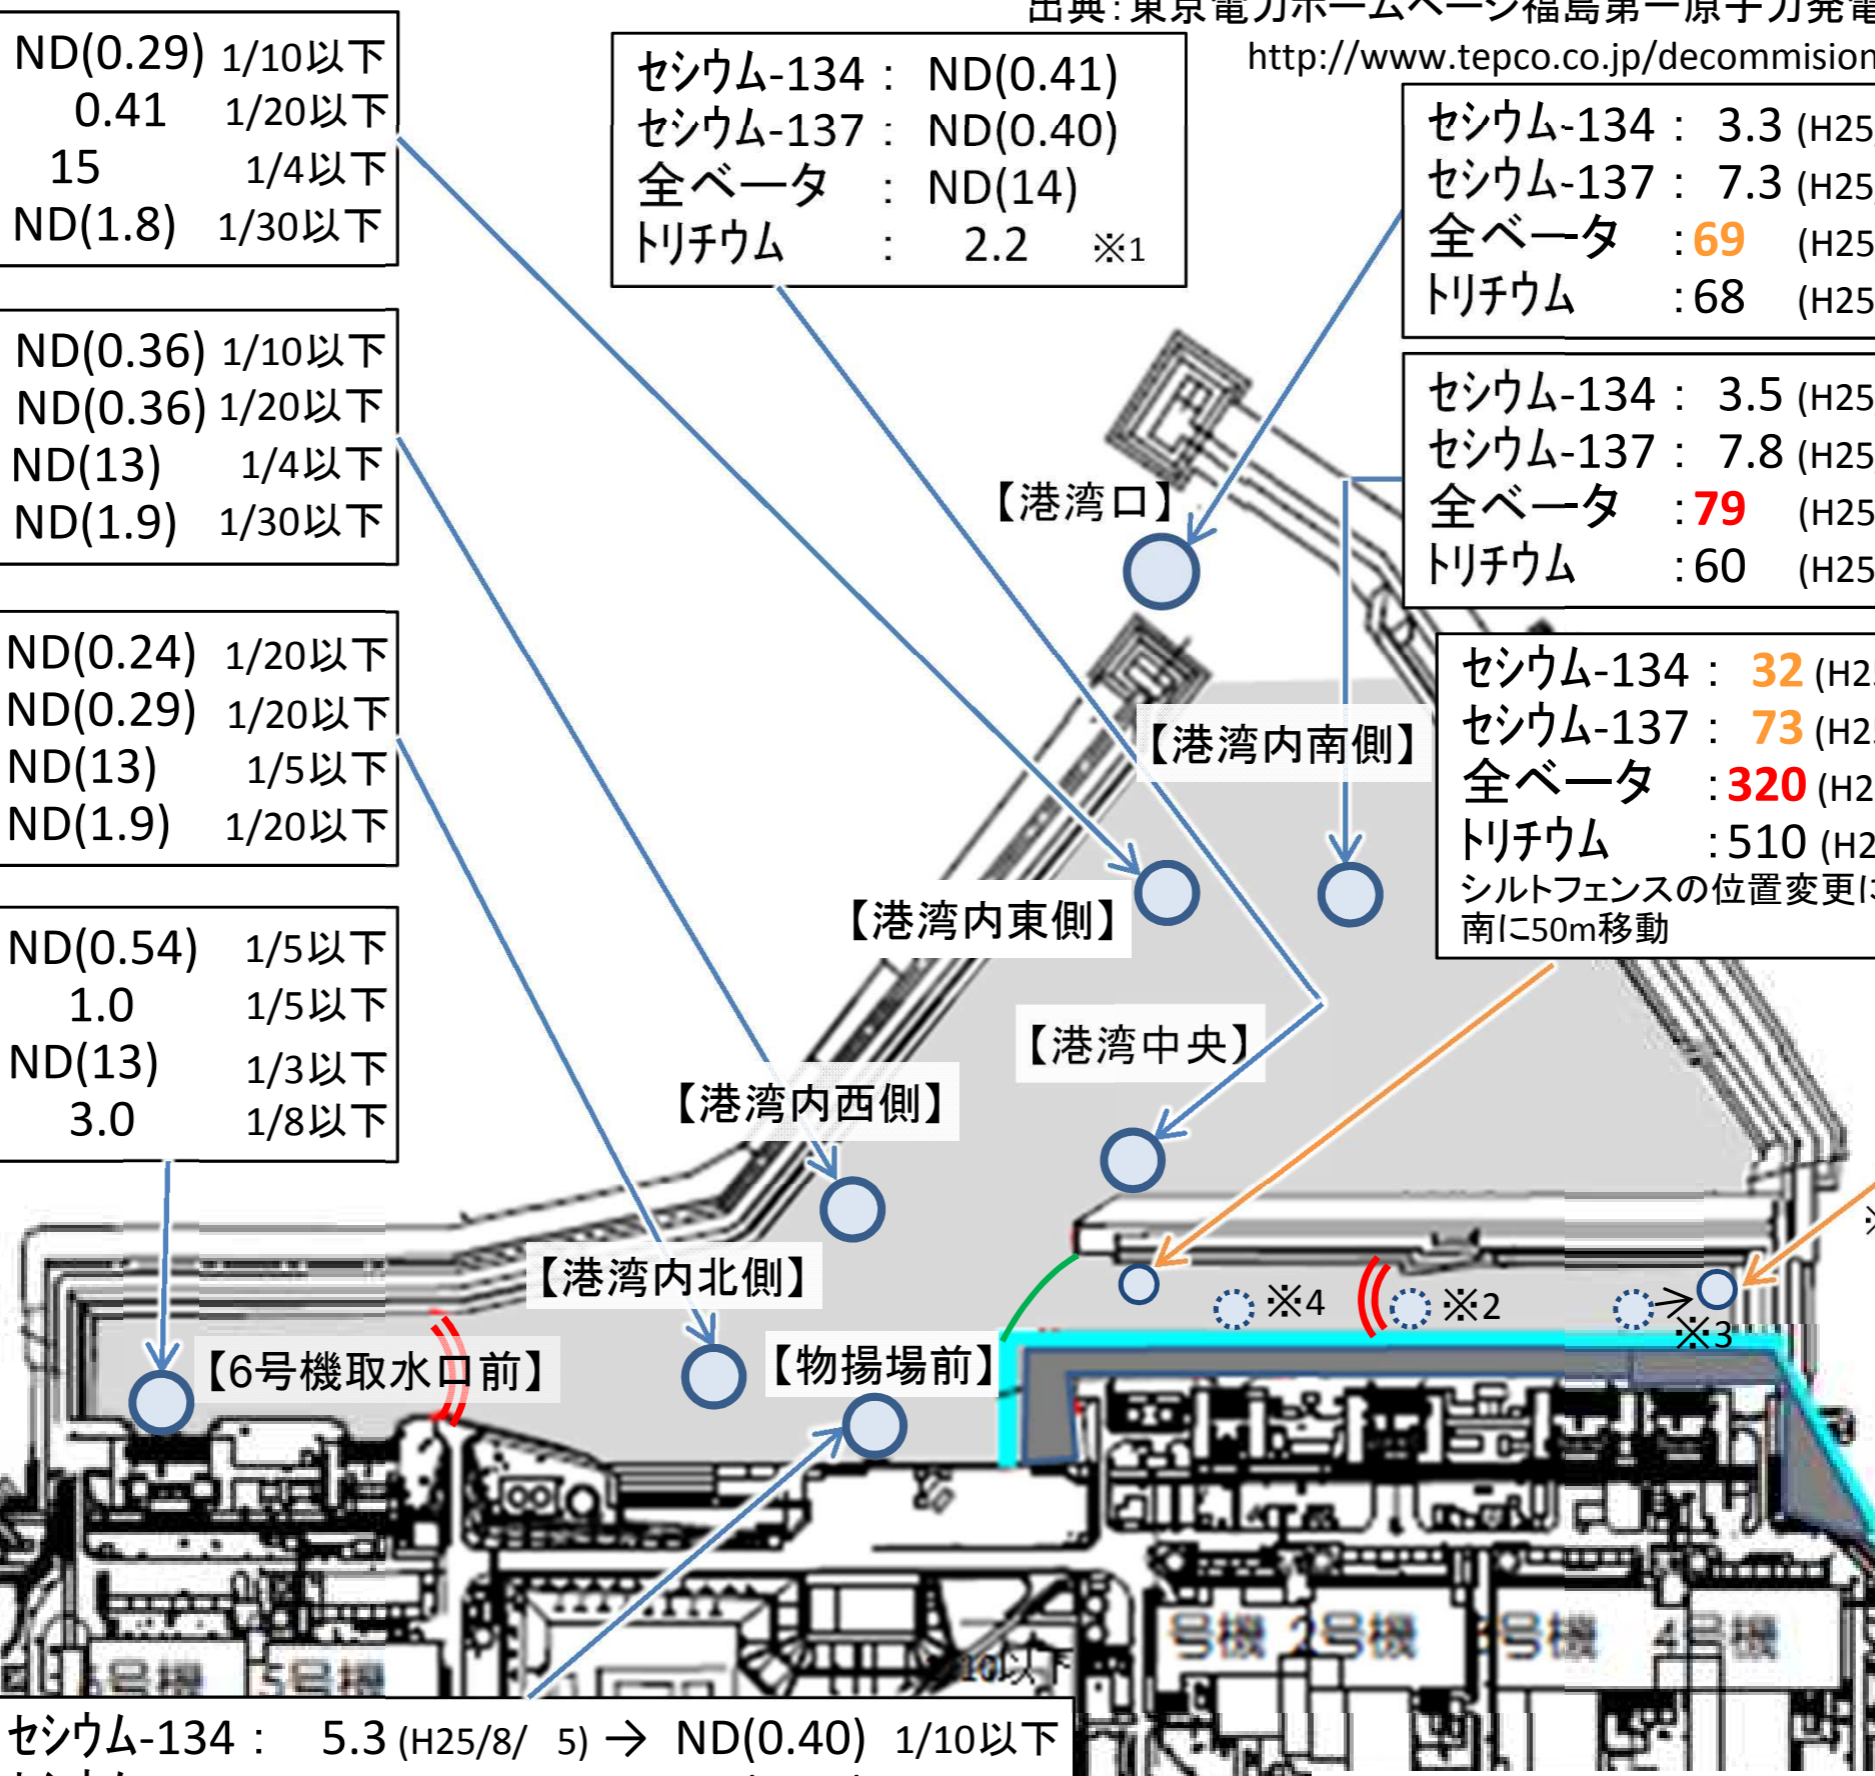 出典：東京電力ホームページ福島第一原子力発電
http://www.tepco.co.jp/decommision
ND(0.29) 1/10以下
0.41 1/20以下
15 1/4以下
ND(1.8) 1/30以下
セシウム-134 : ND(0.41)
セシウム-137 : ND(0.40)
全ベータ : ND(14)
トリチウム : 2.2 ※1
セシウム-134 : 3.3 (H25
セシウム-137 : 7.3 (H25
全ベータ :69 (H25
トリチウム :68 (H25
ND(0.36) 1/10以下
ND(0.36) 1/20以下
ND(13) 1/4以下
ND(1.9) 1/30以下
セシウム-134 : 3.5 (H25
セシウム-137 : 7.8 (H25
全ベータ :79 (H25
トリチウム :60 (H25
【港湾口】
ND(0.24) 1/20以下
ND(0.29) 1/20以下
ND(13) 1/5以下
ND(1.9) 1/20以下
セシウム-134 : 32 (H2
セシウム-137 : 73 (H2
全ベータ :320 (H2
トリチウム :510 (H2
シルトフェンスの位置変更に
南に50m移動
【港湾内南側】
【港湾内東側】
ND(0.54) 1/5以下
1.0 1/5以下
ND(13) 1/3以下
3.0 1/8以下
【港湾中央】
【港湾内西側】
【港湾内北側】
※4
※2
※3
【6号機取水口前】
【物揚場前】
号機 2号機 号機 4号機
10以下
号機 5号機
セシウム-134 : 5.3 (H25/8/ 5) → ND(0.40) 1/10以下